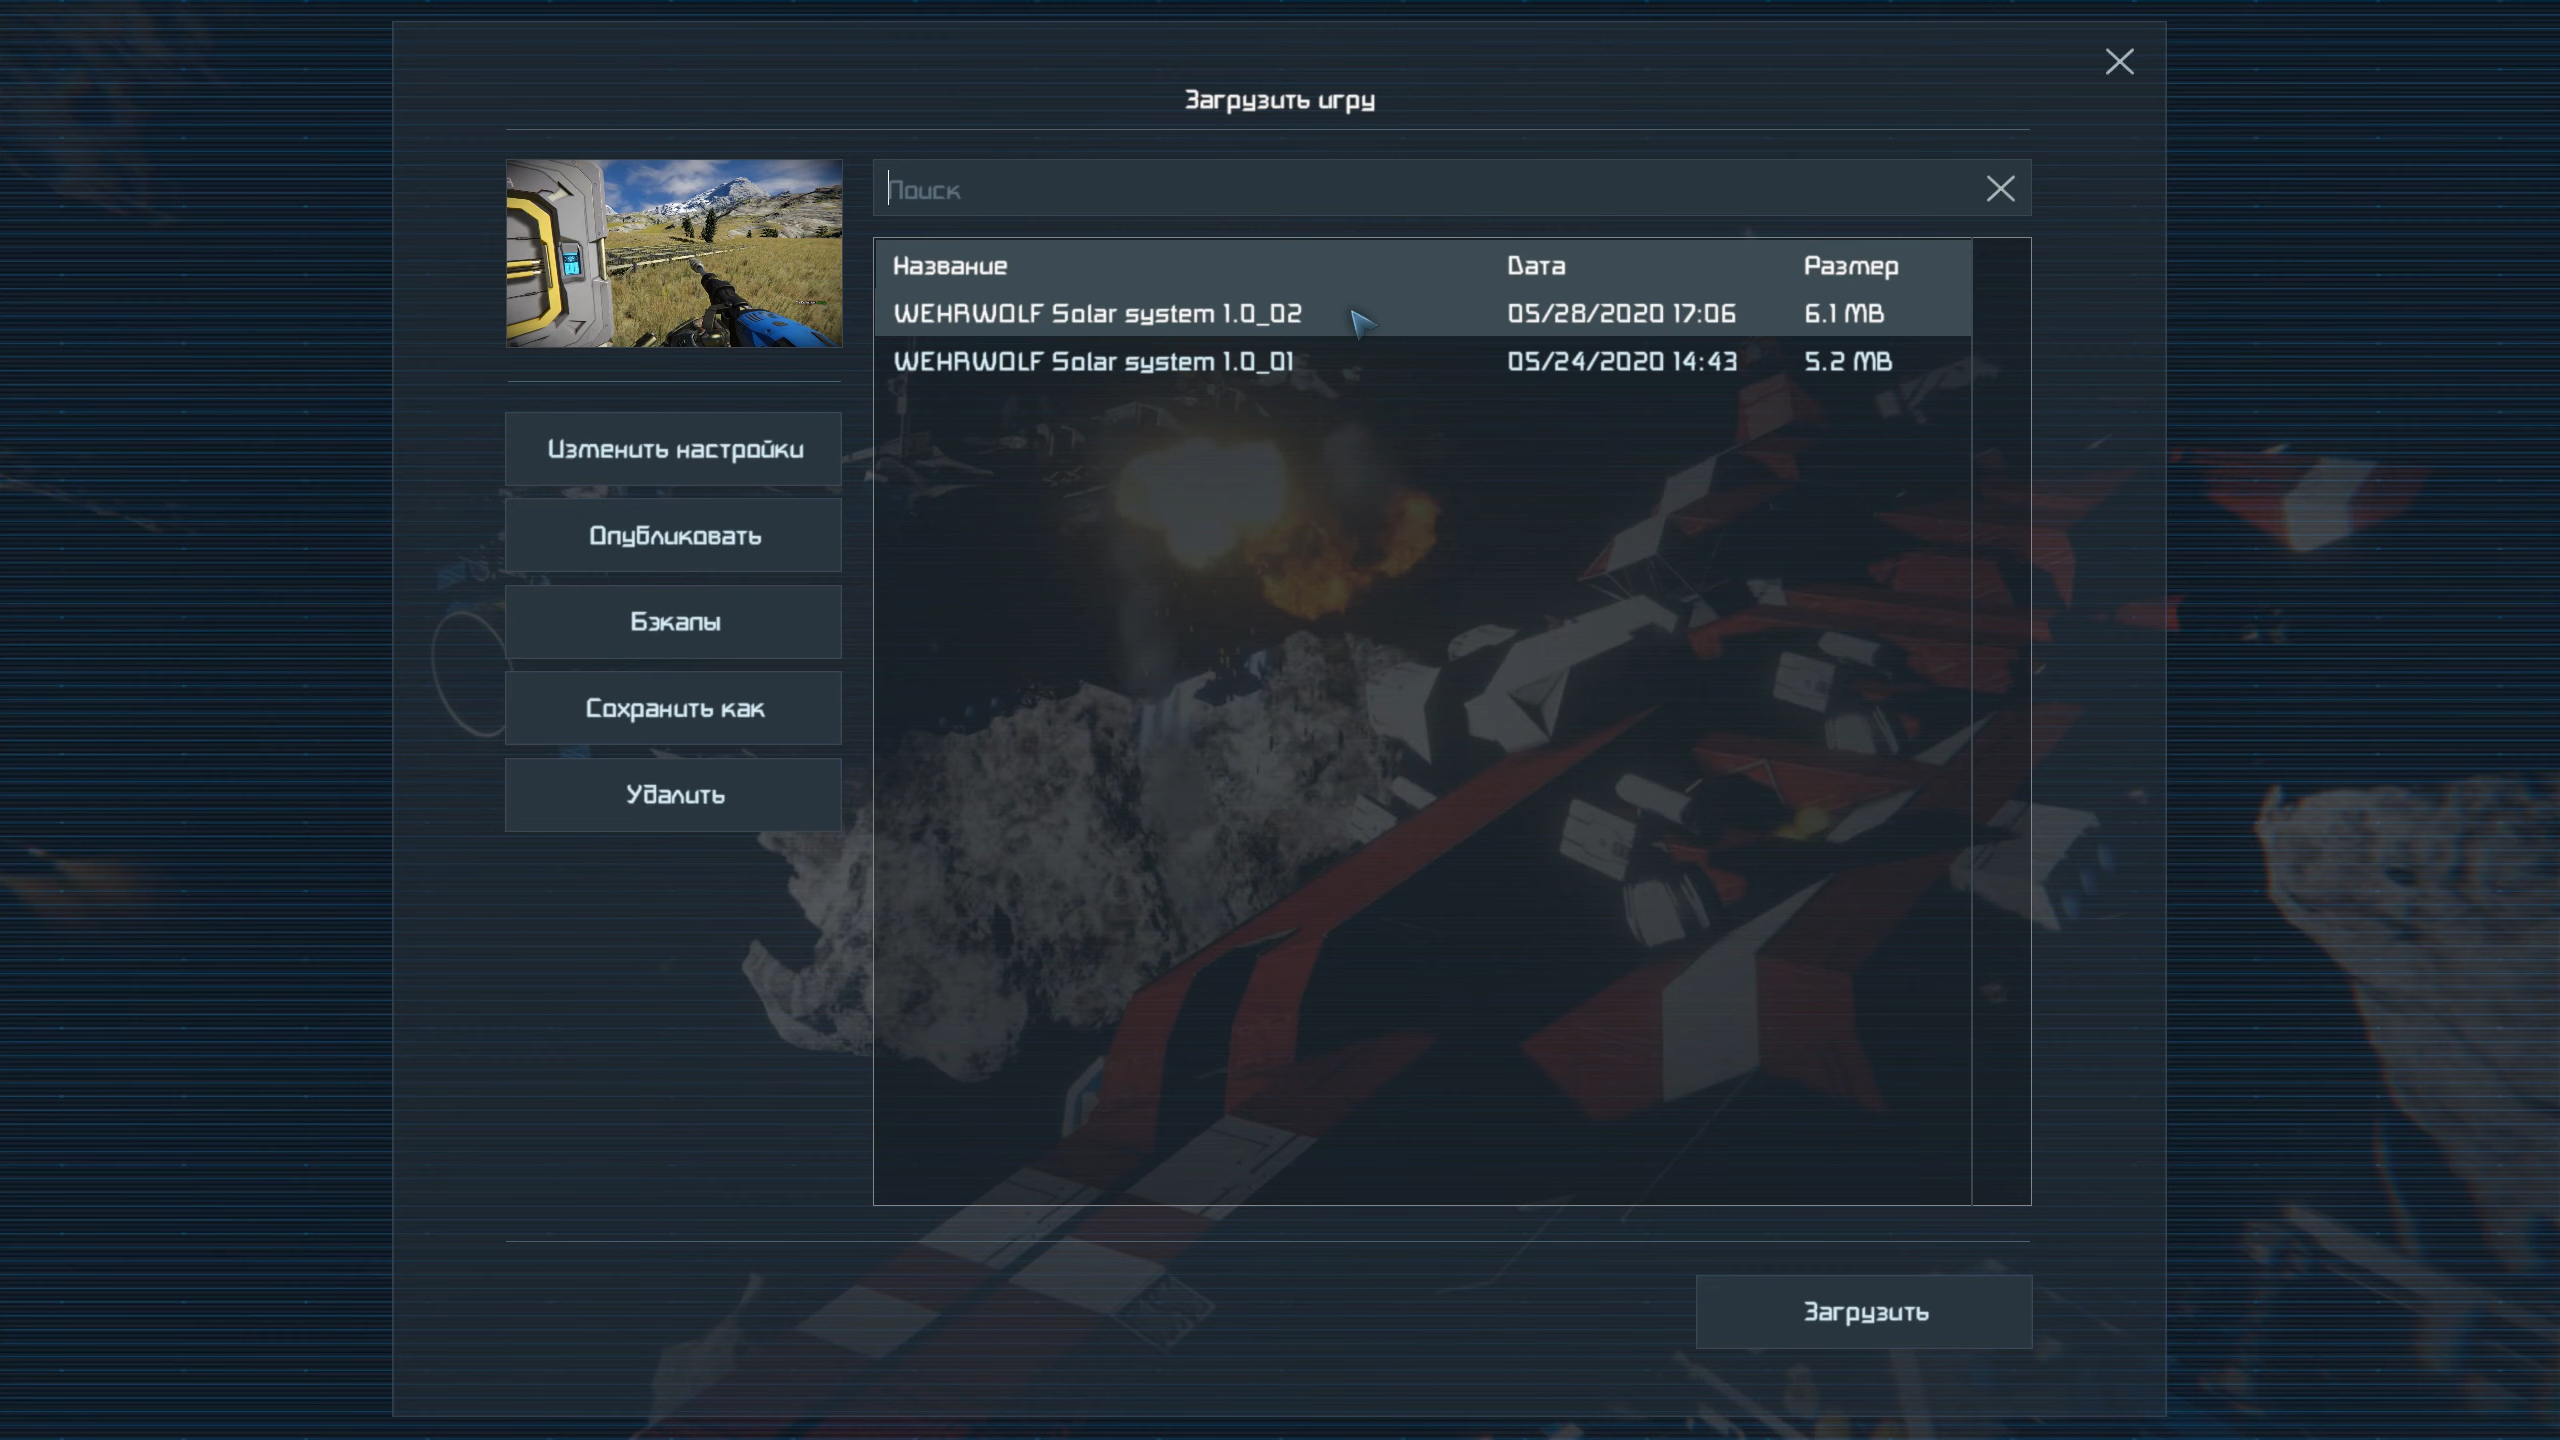 Загрузить игру
Поиск
Название Дата Размер
WEHRWOLF Solar system 1.0_02 05/28/2020 17:06 6.1 MB
WEHRWOLF Solar system 1.0_01 05/24/2020 14:43 5.2 MB
Изменить настройки
Опубликовать
Бэкапы
Сохранить как
Удалить
Загрузить